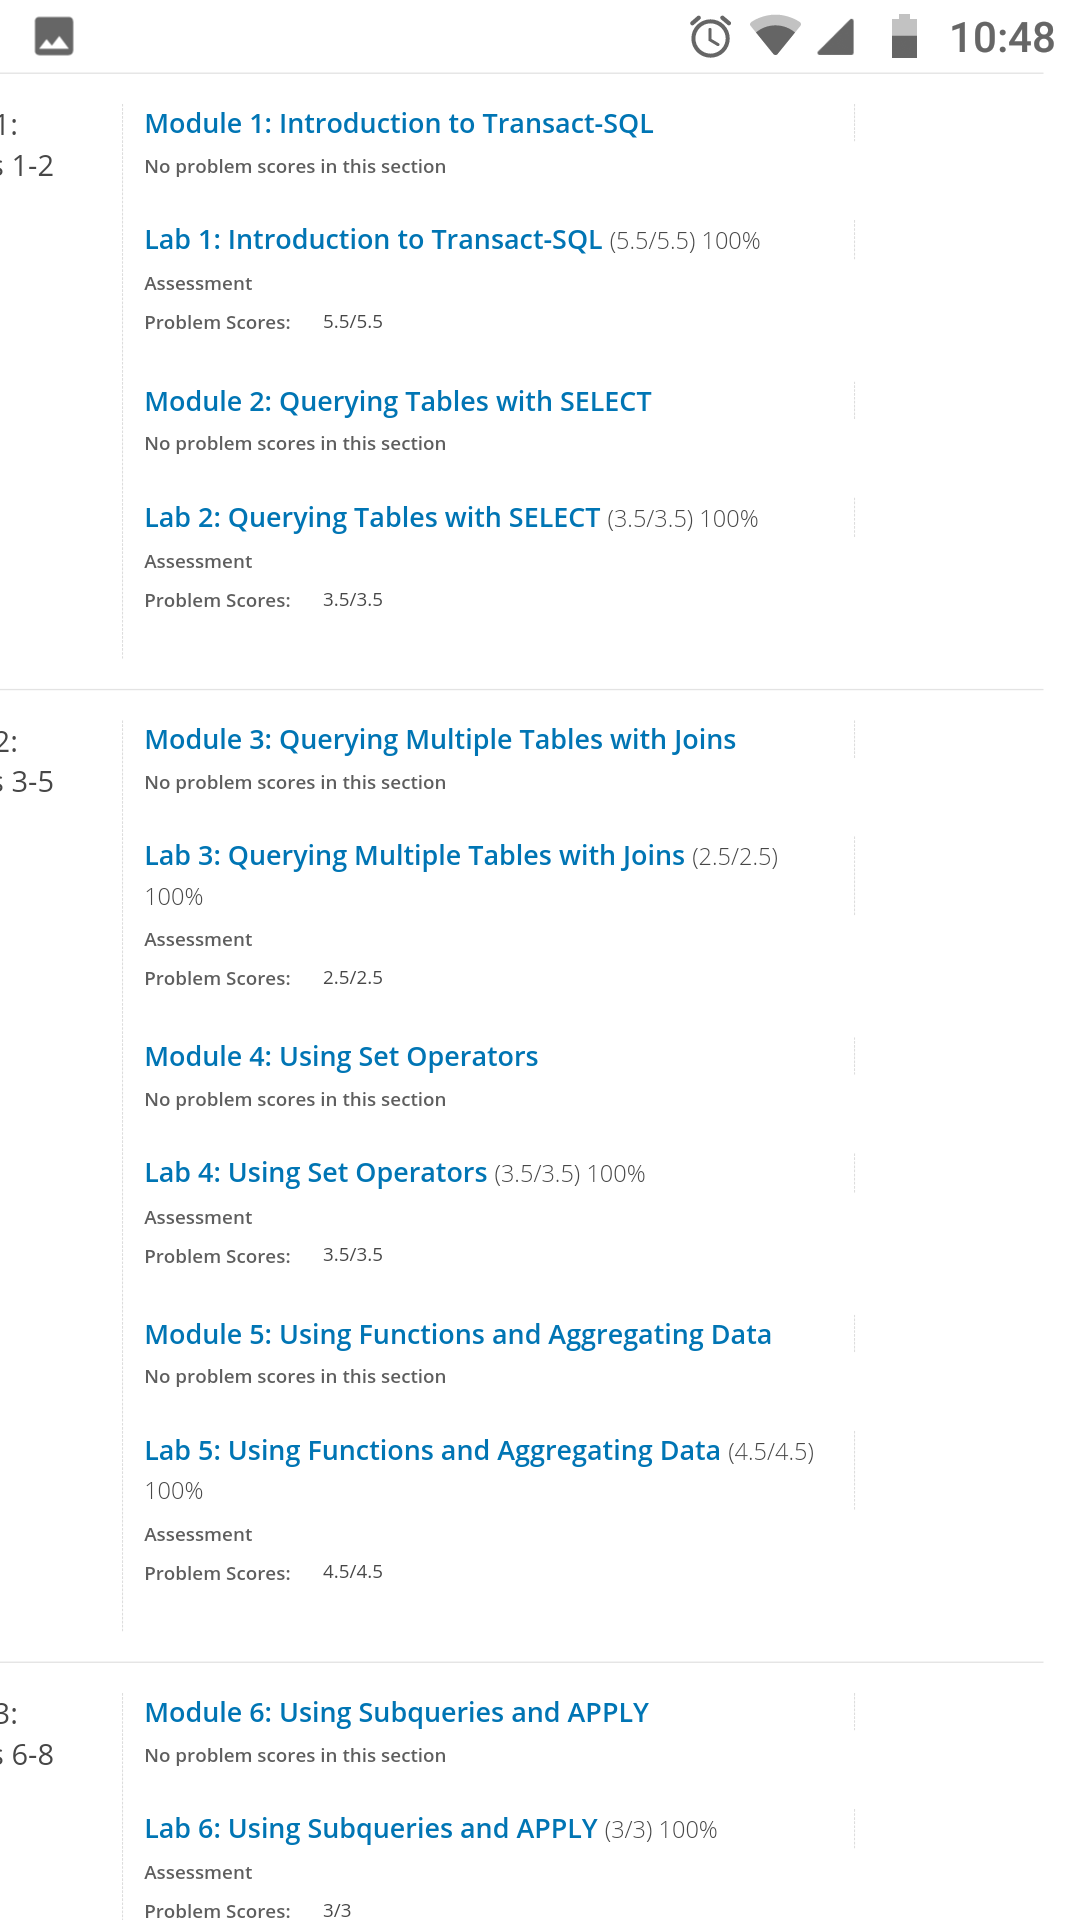 10:48
1:
1-2
Module 1: Introduction to Transact-SQL
No problem scores in this section
Lab 1: Introduction to Transact-SQL (5.5/5.5) 100%
Assessment
Problem Scores: 5.5/5.5
Module 2: Querying Tables with SELECT
No problem scores in this section
Lab 2: Querying Tables with SELECT (3.5/3.5) 100%
Assessment
Problem Scores: 3.5/3.5
2:
3-5
Module 3: Querying Multiple Tables with Joins
No problem scores in this section
Lab 3: Querying Multiple Tables with Joins (2.5/2.5)
100%
Assessment
Problem Scores: 2.5/2.5
Module 4: Using Set Operators
No problem scores in this section
Lab 4: Using Set Operators (3.5/3.5) 100%
Assessment
Problem Scores: 3.5/3.5
Module 5: Using Functions and Aggregating Data
No problem scores in this section
Lab 5: Using Functions and Aggregating Data (4.5/4.5)
100%
Assessment
Problem Scores: 4.5/4.5
3:
6-8
Module 6: Using Subqueries and APPLY
No problem scores in this section
Lab 6: Using Subqueries and APPLY (3/3) 100%
Assessment
Problem Scores: 3/3